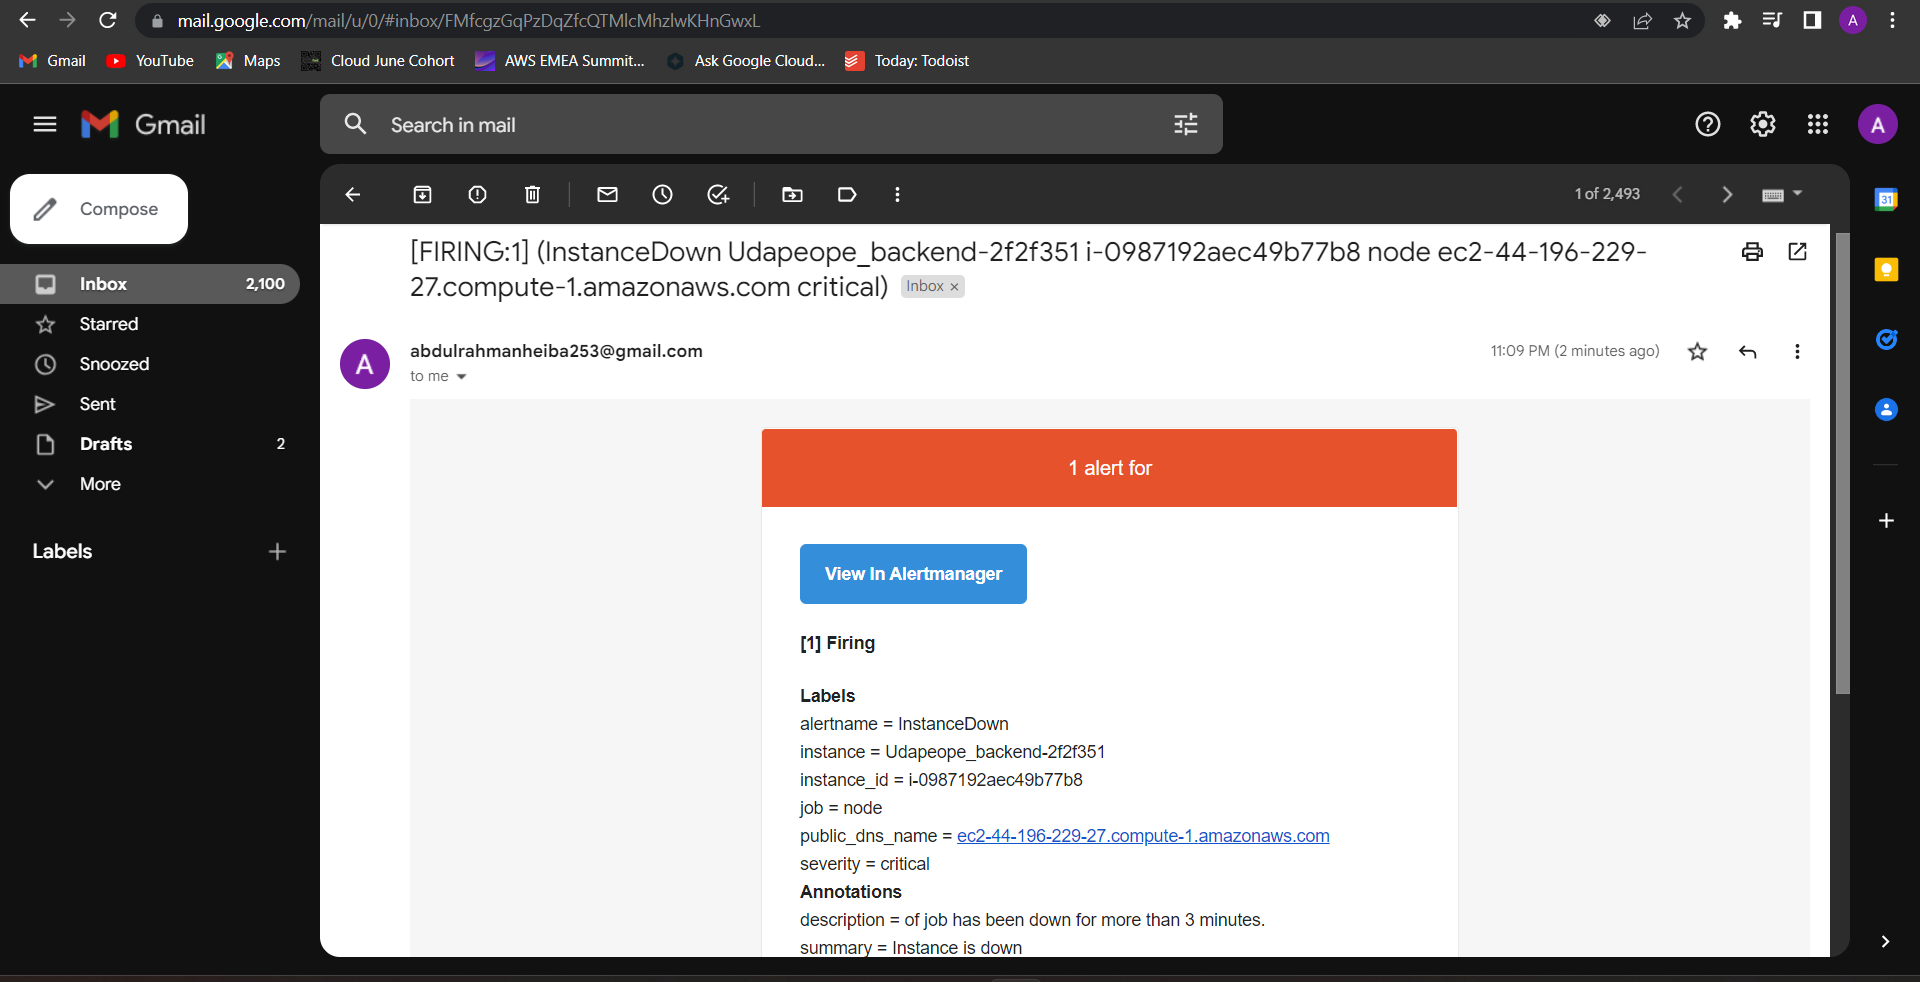 mail.google.com/mail/u/0/#inbox/FMfcgzGqPzDqZfcQTMlcMhzlwKHnGwxL
A
Gmail
YouTube
Maps
Cloud June Cohort
AWS EMEA Summit...
Ask Google Cloud...
Today: Todoist
Gmail
Search in mail
A
Compose
1 of 2,493
31
Inbox 2,100
Starred
Snoozed
Sent
Drafts 2
More
Labels
[FIRING:1] (InstanceDown Udapeope_backend-2f2f351 i-0987192aec49b77b8 node ec2-44-196-229-
27.compute-1.amazonaws.com critical) Inbox ×
A
abdulrahmanheiba253@gmail.com
11:09 PM (2 minutes ago)
to me
1 alert for
View In Alertmanager
[1] Firing
Labels
alertname = InstanceDown
instance = Udapeope_backend-2f2f351
instance_id = i-0987192aec49b77b8
job = node
public_dns_name = ec2-44-196-229-27.compute-1.amazonaws.com
severity = critical
Annotations
description = of job has been down for more than 3 minutes.
summary = Instance is down